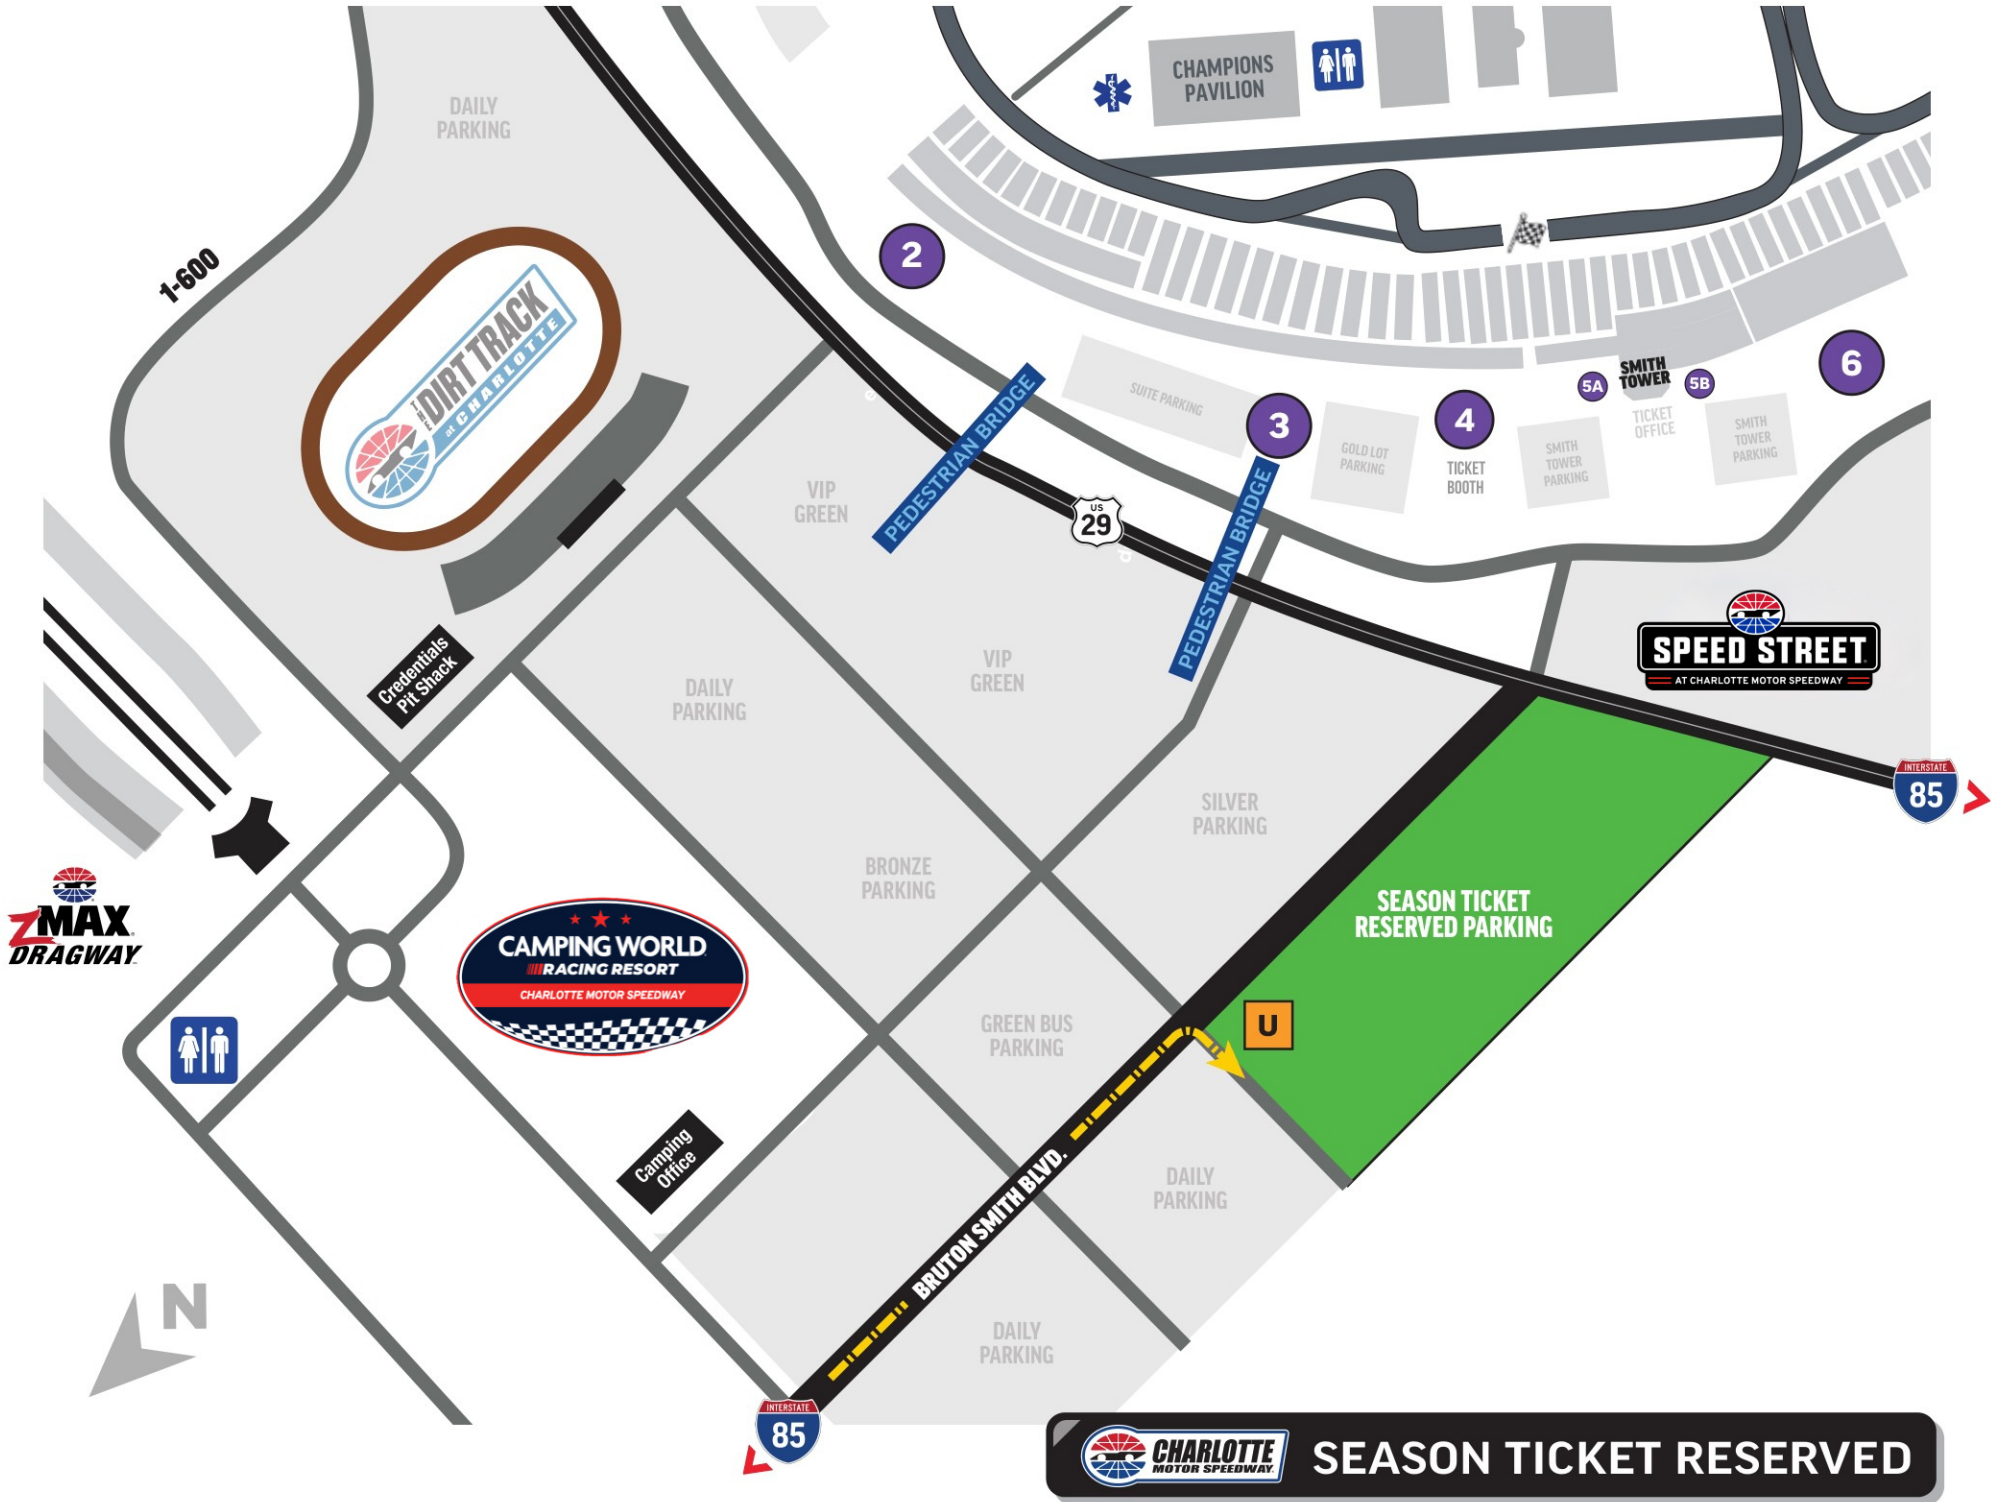 CHAMPIONS
PAVILION
DAILY
PARKING
2
1-600
THE DIRT TRACK
at CHARLOTTE
SMITH
TOWER
5A
5B
6
PEDESTRIAN BRIDGE
SUITE PARKING
3
4
TICKET
OFFICE
GOLD LOT
PARKING
TICKET
BOOTH
SMITH
TOWER
PARKING
SMITH
TOWER
PARKING
VIP
GREEN
US
29
PEDESTRIAN BRIDGE
SPEED STREET
AT CHARLOTTE MOTOR SPEEDWAY
Credentials
Pit Shack
DAILY
PARKING
VIP
GREEN
INTERSTATE
85
SILVER
PARKING
BRONZE
PARKING
SEASON TICKET
RESERVED PARKING
ZMAX
DRAGWAY
CAMPING WORLD
RACING RESORT
CHARLOTTE MOTOR SPEEDWAY
GREEN BUS
PARKING
U
Camping
Office
BRUTON SMITH BLVD.
DAILY
PARKING
N
DAILY
PARKING
INTERSTATE
85
CHARLOTTE
MOTOR SPEEDWAY
SEASON TICKET RESERVED